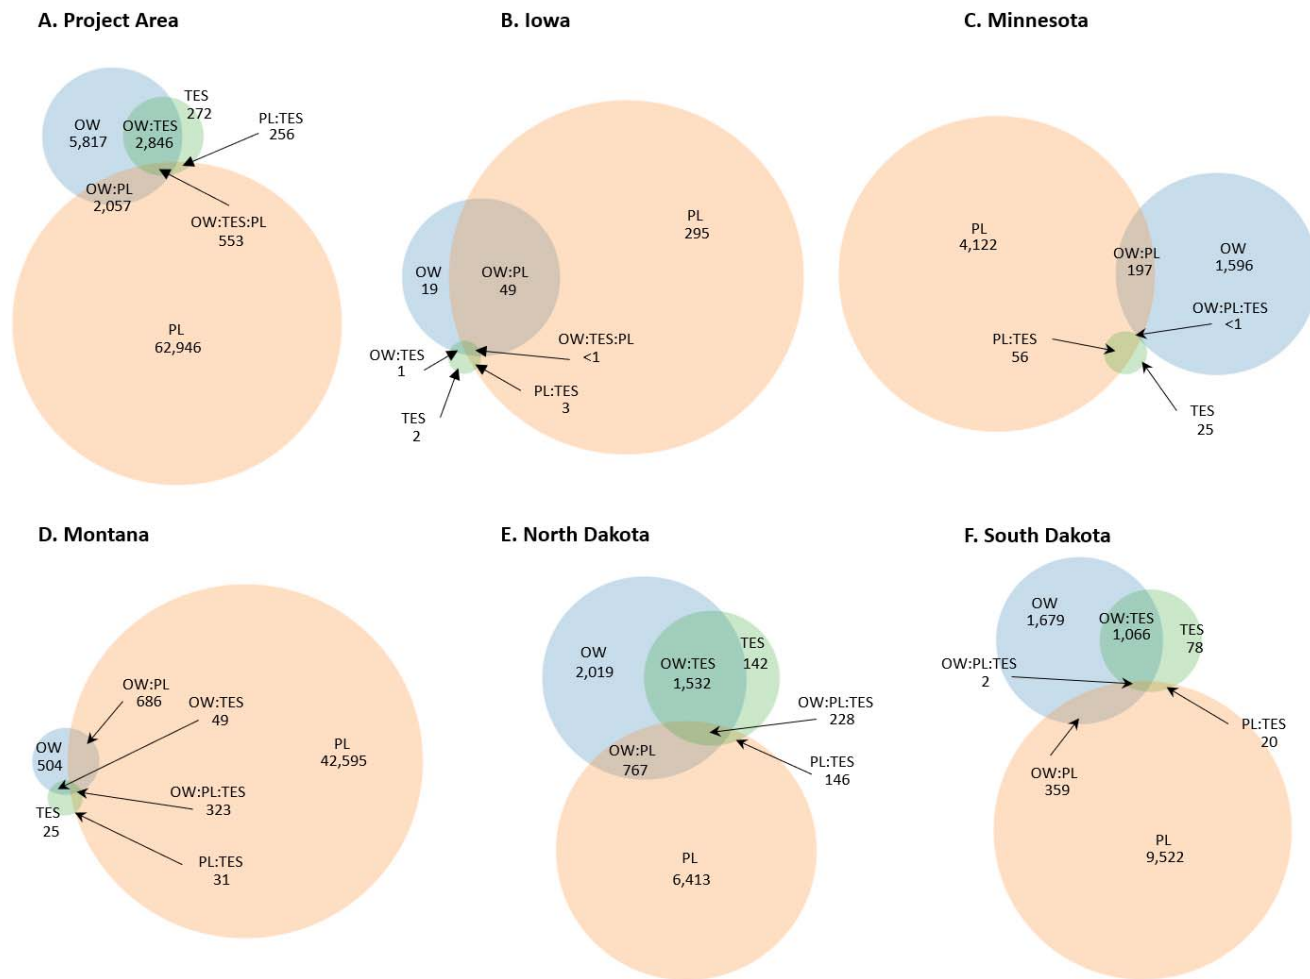 A. Project Area
OW
5,817
OW:TES
2,846
TES
272
PL:TES
256
OW:PL
2,057
OW:TES:PL
553
PL
62,946
B. Iowa
PL
295
OW
19
OW:PL
49
OW:TES
1
OW:TES:PL
<1
PL:TES
3
TES
2
C. Minnesota
PL
4,122
OW:PL
197
OW
1,596
OW:PL:TES
<1
PL:TES
56
TES
25
D. Montana
OW:PL
686
OW:TES
49
OW
504
PL
42,595
OW:PL:TES
323
TES
25
PL:TES
31
E. North Dakota
OW
2,019
OW:TES
1,532
TES
142
OW:PL:TES
228
OW:PL
767
PL:TES
146
PL
6,413
F. South Dakota
OW
1,679
OW:TES
1,066
TES
78
OW:PL:TES
2
PL:TES
20
OW:PL
359
PL
9,522